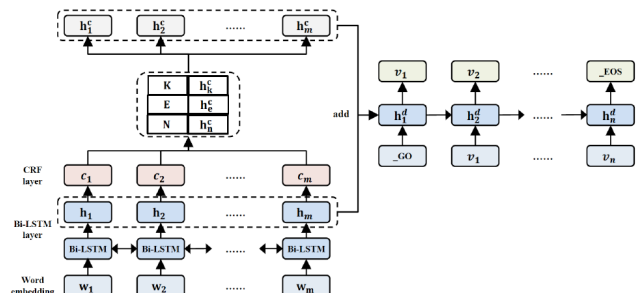 h₁ᶜ h₂ᶜ ...... hₘᶜ
v₁ v₂ ...... _EOS
K hₖᶜ
E hₑᶜ
N hₙᶜ
add
h₁ᵈ h₂ᵈ ...... hₙᵈ
_GO v₁ ...... vₙ
CRF layer
c₁ c₂ ...... cₘ
Bi-LSTM layer
h₁ h₂ ...... hₘ
Bi-LSTM Bi-LSTM ...... Bi-LSTM
Word embedding
w₁ w₂ ...... wₘ